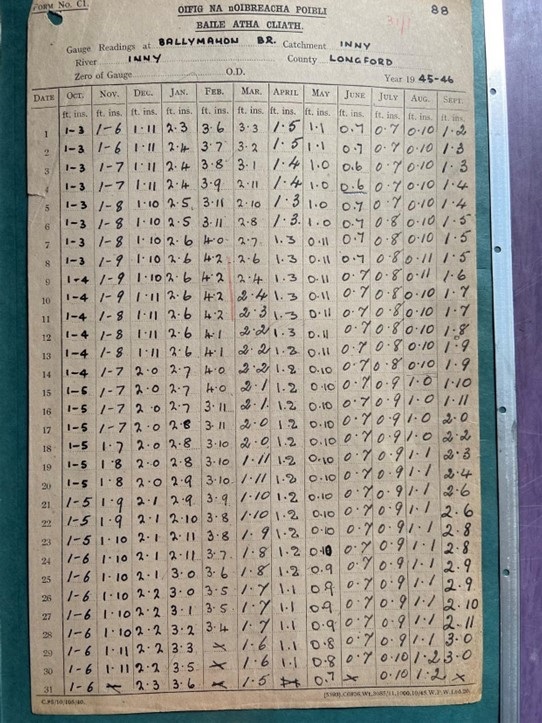 FORM No. C1.
OIFIG NA nOIBREACHA POIBLI
88
BAILE ATHA CLIATH.
31/1
Gauge Readings at BALLYMAHON BR. Catchment INNY
River INNY County LONGFORD
Zero of Gauge O.D. Year 1945-46
DATE OCT. NOV. DEC. JAN. FEB. MAR. APRIL MAY JUNE JULY AUG. SEPT.
ft. ins. ft. ins. ft. ins. ft. ins. ft. ins. ft. ins. ft. ins. ft. ins. ft. ins. ft. ins. ft. ins. ft. ins.
1 1-3 1-6 1·11 2·3 3·6 3·3 1·5 1·1 0·7 0·7 0·10 1·2
2 1-3 1-6 1·11 2·4 3·7 3·2 1·5 1·1 0·7 0·7 0·10 1·3
3 1-3 1-7 1·11 2·4 3·8 3·1 1·4 1·0 0·6 0·7 0·10 1·3
4 1-3 1-7 1·11 2·4 3·9 2·11 1·4 1·0 0·6 0·7 0·10 1·4
5 1-3 1-8 1·10 2·5 3·11 2·10 1·3 1·0 0·7 0·7 0·10 1·4
6 1-3 1-8 1·10 2·5 3·11 2·8 1·3 1·0 0·7 0·8 0·10 1·5
7 1-3 1-8 1·10 2·6 4·0 2·7 1·3 0·11 0·7 0·8 0·10 1·5
8 1-3 1-9 1·10 2·6 4·2 2·6 1·3 0·11 0·7 0·8 0·11 1·5
9 1-4 1-9 1·10 2·6 4·2 2·4 1·3 0·11 0·7 0·8 0·11 1·6
10 1-4 1-9 1·11 2·6 4·2 2·4 1·3 0·11 0·7 0·8 0·10 1·7
11 1-4 1-8 1·11 2·6 4·2 2·3 1·3 0·11 0·7 0·8 0·10 1·7
12 1-4 1-8 1·11 2·6 4·1 2·2 1·3 0·11 0·7 0·8 0·10 1·8
13 1-4 1-8 1·11 2·6 4·1 2·2 1·2 0·11 0·7 0·8 0·10 1·9
14 1-4 1-7 2·0 2·7 4·0 2·2 1·2 0·10 0·7 0·8 0·10 1·9
15 1-5 1-7 2·0 2·7 4·0 2·1 1·2 0·10 0·7 0·9 1·0 1·10
16 1-5 1-7 2·0 2·7 3·11 2·1 1·2 0·10 0·7 0·9 1·0 1·11
17 1-5 1-7 2·0 2·8 3·11 2·0 1·2 0·10 0·7 0·9 1·0 2·0
18 1-5 1·7 2·0 2·8 3·10 2·0 1·2 0·10 0·7 0·9 1·0 2·2
19 1-5 1·8 2·0 2·8 3·10 1·11 1·2 0·10 0·7 0·9 1·1 2·3
20 1-5 1·8 2·0 2·9 3·10 1·11 1·2 0·10 0·7 0·9 1·1 2·4
21 1-5 1·9 2·1 2·9 3·9 1·10 1·2 0·10 0·7 0·9 1·1 2·6
22 1-5 1·9 2·1 2·10 3·8 1·10 1·2 0·10 0·7 0·9 1·1 2·6
23 1-5 1·10 2·1 2·11 3·8 1·9 1·2 0·10 0·7 0·9 1·1 2·8
24 1-6 1·10 2·1 2·11 3·7 1·8 1·2 0·10 0·7 0·9 1·1 2·8
25 1-6 1·10 2·1 3·0 3·6 1·8 1·2 0·9 0·7 0·9 1·1 2·9
26 1-6 1·10 2·2 3·0 3·5 1·7 1·1 0·9 0·7 0·9 1·1 2·9
27 1-6 1·10 2·2 3·1 3·5 1·7 1·1 0·9 0·7 0·9 1·1 2·10
28 1-6 1·10 2·2 3·2 3·4 1·7 1·1 0·9 0·7 0·9 1·1 2·11
29 1-6 1·11 2·2 3·3 x 1·6 1·1 0·8 0·7 0·9 1·1 3·0
30 1-6 1·11 2·2 3·5 x 1·6 1·1 0·8 0·7 0·10 1·2 3·0
31 1-6 x 2·3 3·6 x 1·5 x 0·7 x 0·10 1·2 x